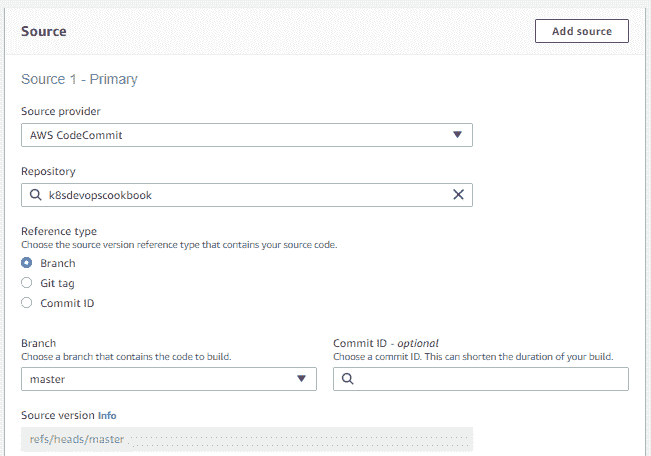 Source
Add source
Source 1 - Primary
Source provider
AWS CodeCommit
Repository
k8sdevopscookbook
Reference type
Choose the source version reference type that contains your source code.
Branch
Git tag
Commit ID
Branch
Choose a branch that contains the code to build.
master
Commit ID - optional
Choose a commit ID. This can shorten the duration of your build.
Source version Info
refs/heads/master